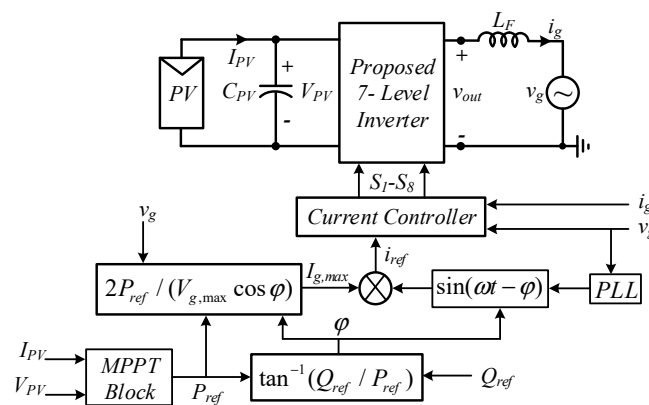 L_F
i_g
I_PV
+
Proposed
7- Level
Inverter
+
PV
C_PV
V_PV
v_out
v_g
-
-
S_1-S_8
Current Controller
i_g
v_g
i_ref
v_g
I_g,max
2P_ref / (V_g,max cos φ)
sin(ωt − φ)
PLL
φ
I_PV
V_PV
MPPT
Block
P_ref
tan^-1(Q_ref / P_ref)
Q_ref